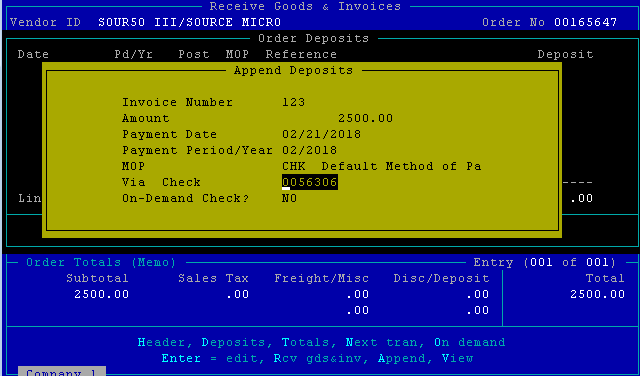 Receive Goods & Invoices
Vendor ID SOUR50 III/SOURCE MICRO Order No 00165647
Order Deposits
Date Pd/Yr Post MOP Reference Deposit
Append Deposits
Invoice Number 123
Amount 2500.00
Payment Date 02/21/2018
Payment Period/Year 02/2018
MOP CHK Default Method of Pa
Via Check 0056306 ----
Lin On-Demand Check? NO .00
Order Totals (Memo) Entry (001 of 001)
Subtotal Sales Tax Freight/Misc Disc/Deposit Total
2500.00 .00 .00 .00 2500.00
.00 .00
Header, Deposits, Totals, Next tran, On demand
Enter = edit, Rcv gds&inv, Append, View
Company 1